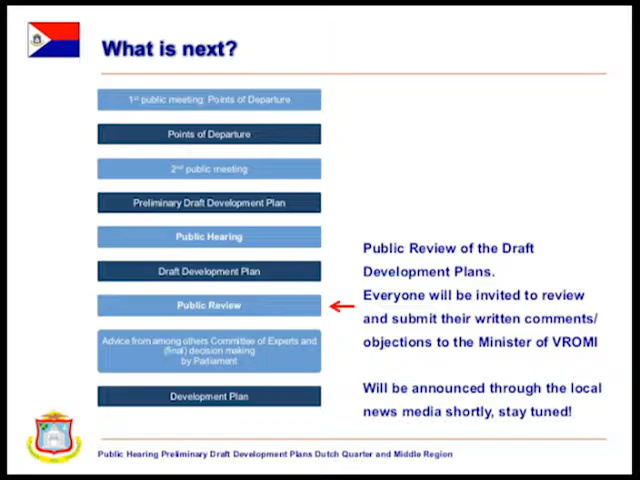 What is next?
1st public meeting: Points of Departure
Points of Departure
2nd public meeting
Preliminary Draft Development Plan
Public Hearing
Draft Development Plan
Public Review
Advice from among others Committee of Experts and
(final) decision making
by Parliament
Development Plan
Public Review of the Draft
Development Plans.
Everyone will be invited to review
and submit their written comments/
objections to the Minister of VROMI
Will be announced through the local
news media shortly, stay tuned!
Public Hearing Preliminary Draft Development Plans Dutch Quarter and Middle Region